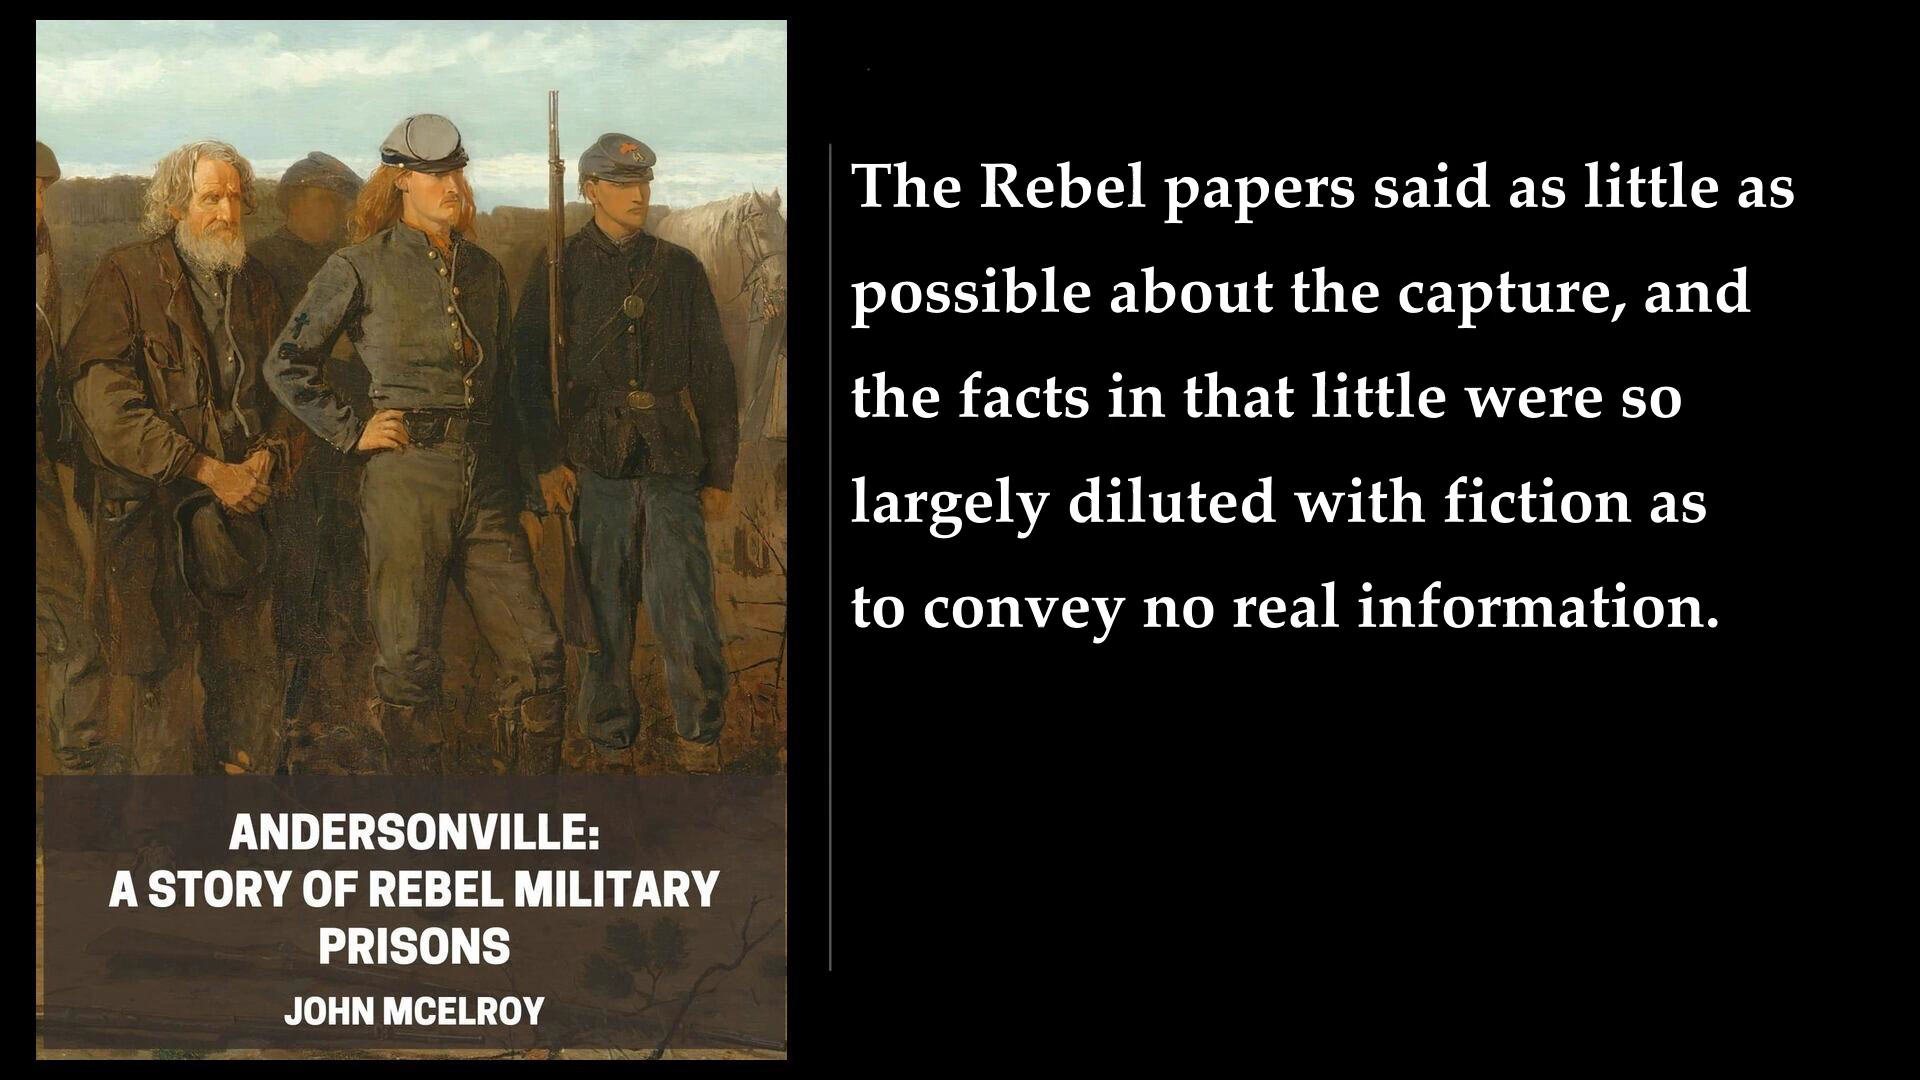 The Rebel papers said as little as
possible about the capture, and
the facts in that little were so
largely diluted with fiction as
to convey no real information.
ANDERSONVILLE:
A STORY OF REBEL MILITARY
PRISONS
JOHN MCELROY